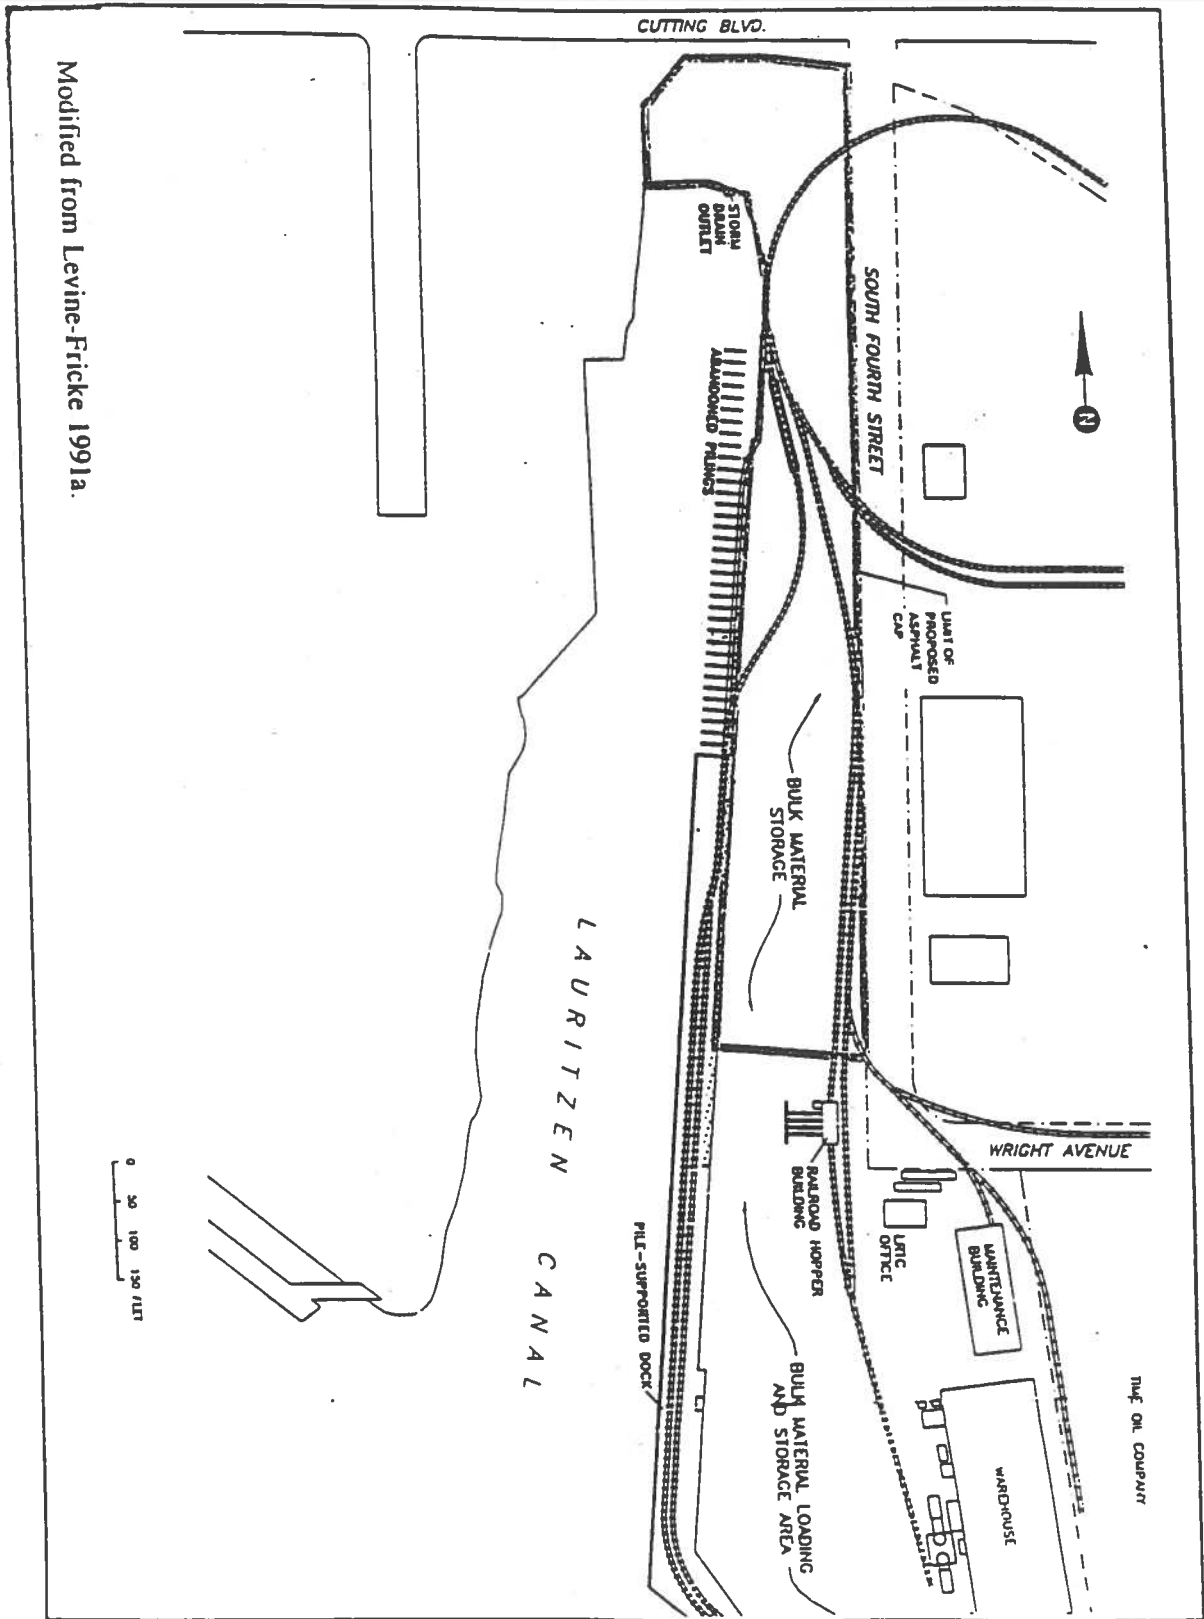 CUTTING BLVD.
SOUTH FOURTH STREET
N
STORM
DRAIN
OUTLET
ABANDONED PILINGS
LIMIT OF
PROPOSED
ASPHALT
CAP
BULK MATERIAL
STORAGE
WRIGHT AVENUE
RAILROAD HOPPER
BUILDING
LRTC
OFFICE
MAINTENANCE
BUILDING
TIME OIL COMPANY
WAREHOUSE
BULK MATERIAL LOADING
AND STORAGE AREA
PILE-SUPPORTED DOCK
LAURITZEN CANAL
0 50 100 150 FEET
Modified from Levine-Fricke 1991a.